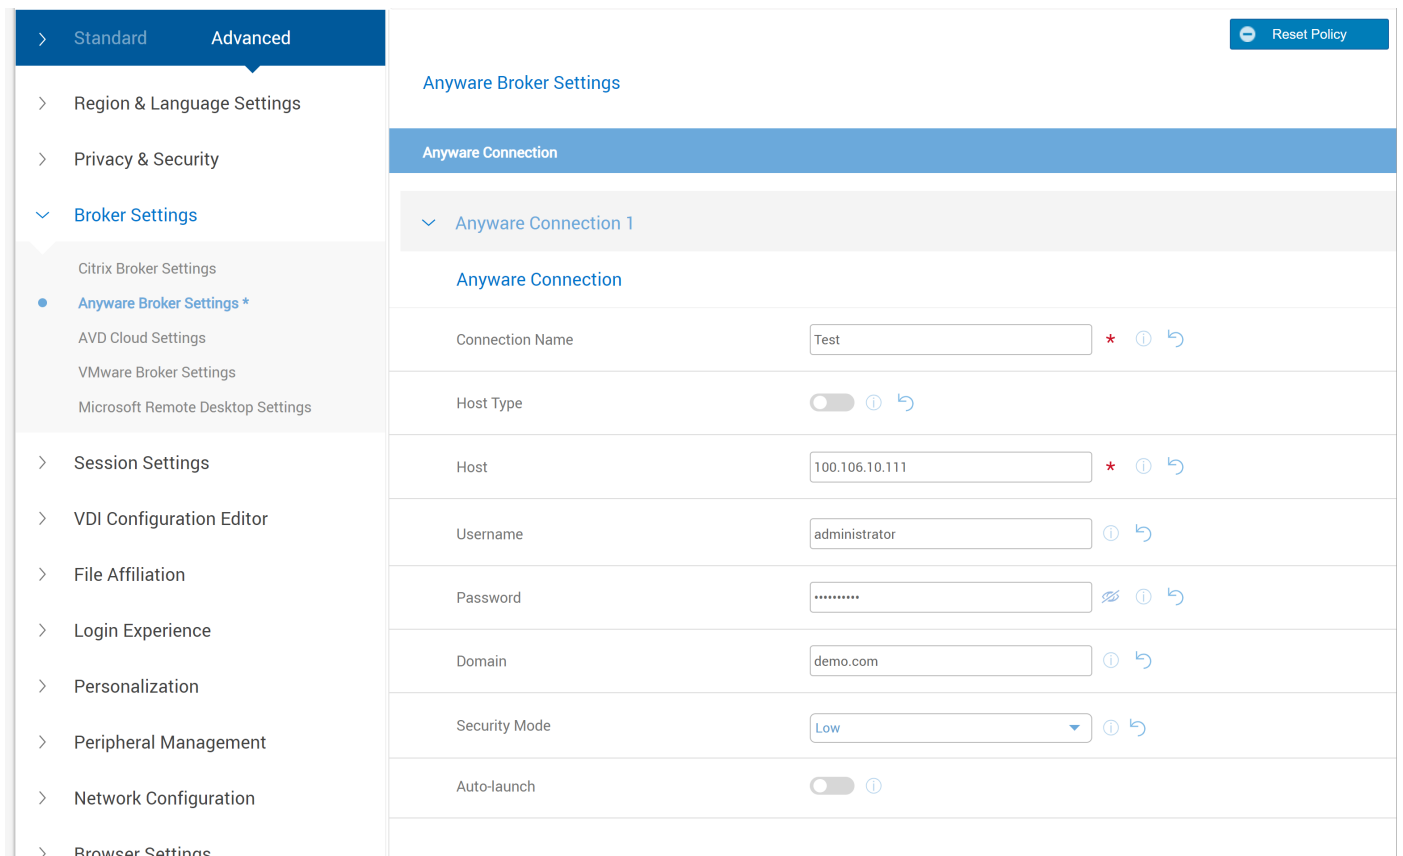 Standard Advanced
Reset Policy
Region & Language Settings
Privacy & Security
Broker Settings
Citrix Broker Settings
Anyware Broker Settings *
AVD Cloud Settings
VMware Broker Settings
Microsoft Remote Desktop Settings
Session Settings
VDI Configuration Editor
File Affiliation
Login Experience
Personalization
Peripheral Management
Network Configuration
Browser Settings
Anyware Broker Settings
Anyware Connection
Anyware Connection 1
Anyware Connection
Connection Name Test *
Host Type
Host 100.106.10.111 *
Username administrator
Password ••••••••••
Domain demo.com
Security Mode Low
Auto-launch